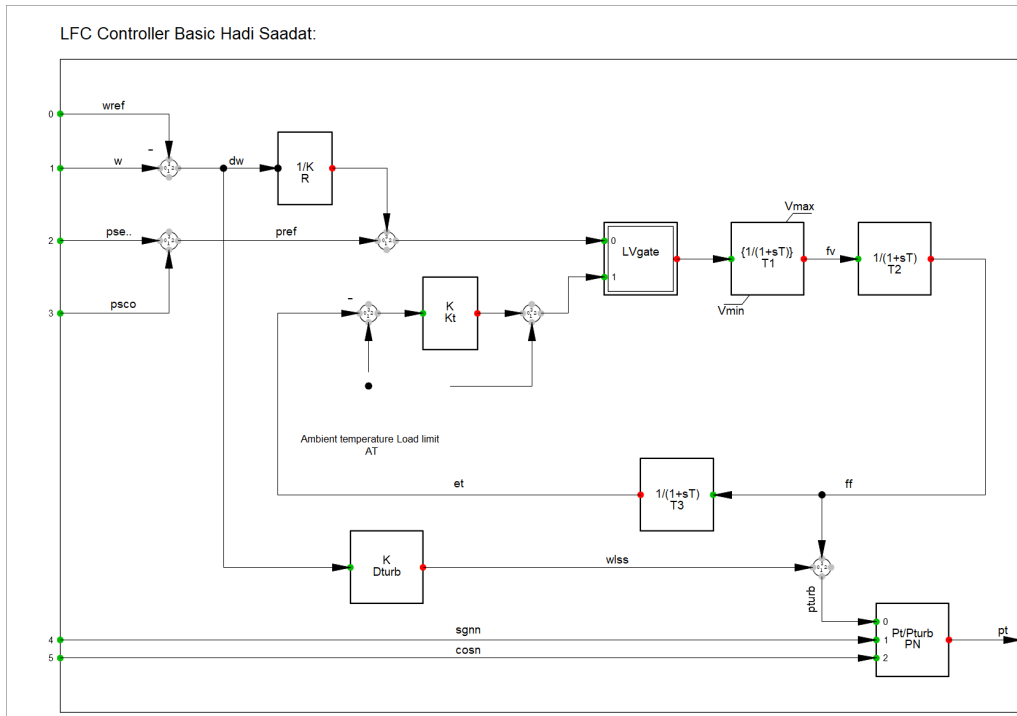 LFC Controller Basic Hadi Saadat:
0
wref
-
1
w
dw
1/K
R
2
pse..
pref
3
psco
-
K
Kt
0
1
LVgate
Vmax
{1/(1+sT)}
T1
Vmin
fv
1/(1+sT)
T2
Ambient temperature Load limit
AT
et
1/(1+sT)
T3
ff
K
Dturb
wlss
pturb
4
sgnn
5
cosn
0
1
2
Pt/Pturb
PN
pt